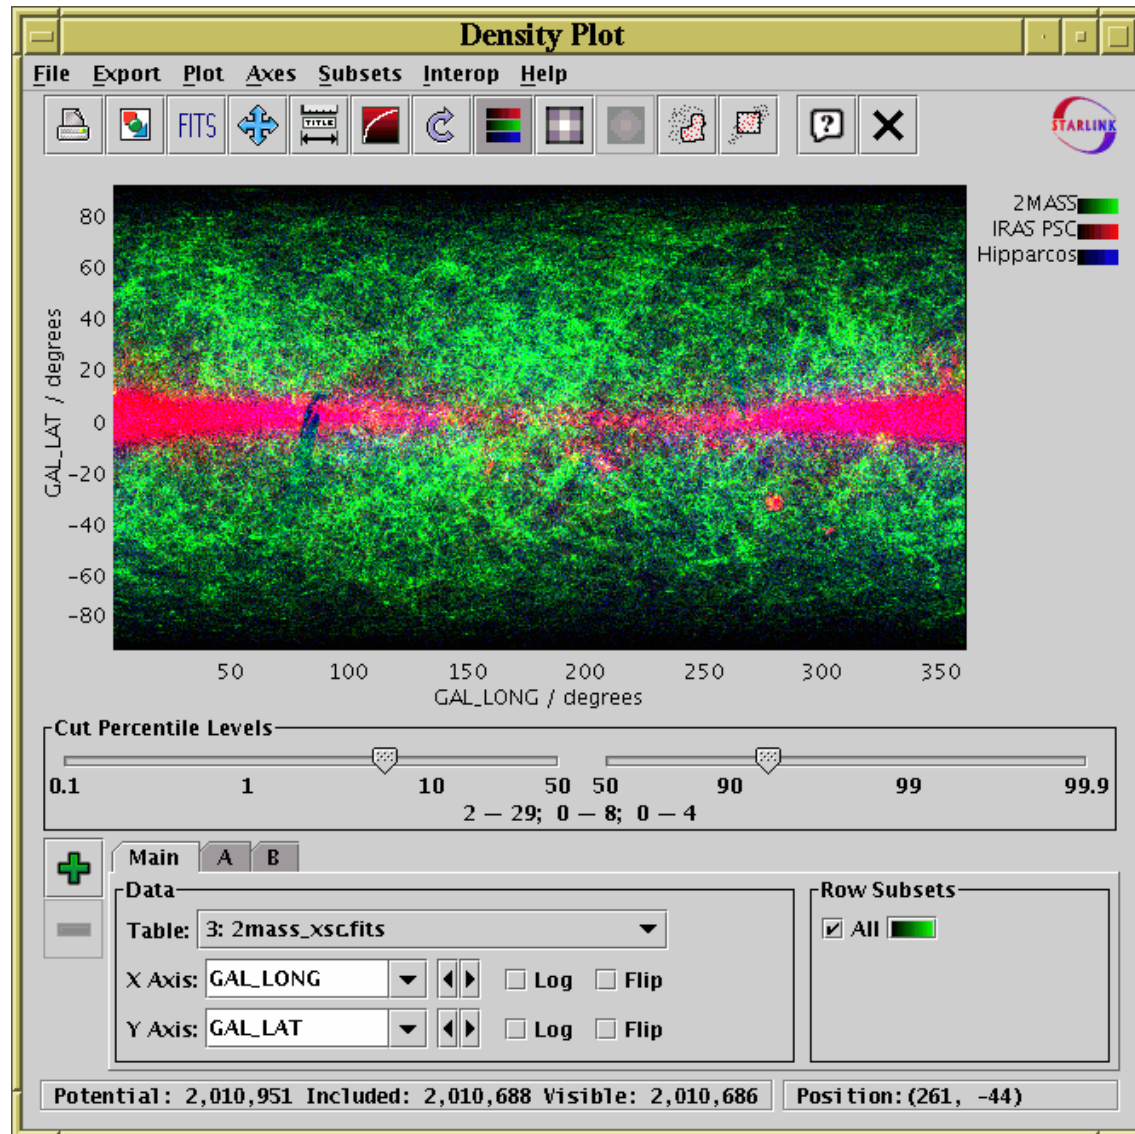 Density Plot
File Export Plot Axes Subsets Interop Help
FITS
TITLE
?
STARLINK
2MASS
IRAS PSC
Hipparcos
80
60
40
20
0
−20
−40
−60
−80
GAL_LAT / degrees
50 100 150 200 250 300 350
GAL_LONG / degrees
Cut Percentile Levels
0.1 1 10 50 50 90 99 99.9
2 — 29; 0 — 8; 0 — 4
Main A B
Data
Row Subsets
Table: 3: 2mass_xsc.fits
All
X Axis: GAL_LONG Log Flip
Y Axis: GAL_LAT Log Flip
Potential: 2,010,951 Included: 2,010,688 Visible: 2,010,686 Position:(261, −44)